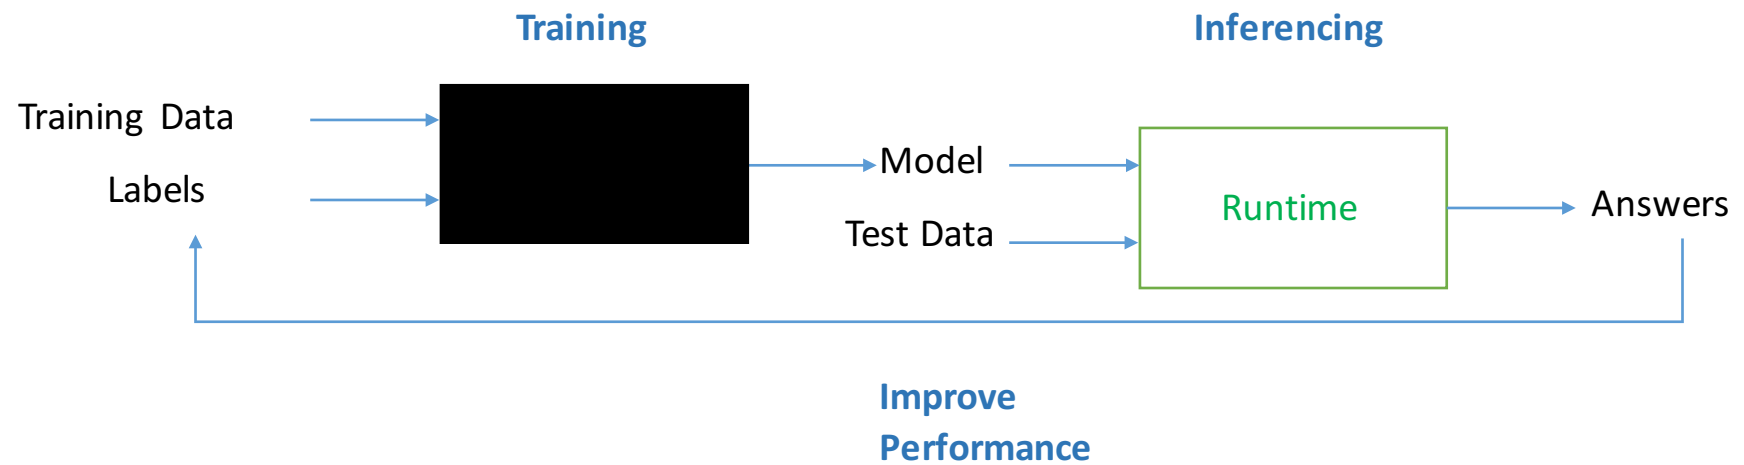 Training
Inferencing
Training Data
Labels
Model
Test Data
Runtime
Answers
Improve
Performance